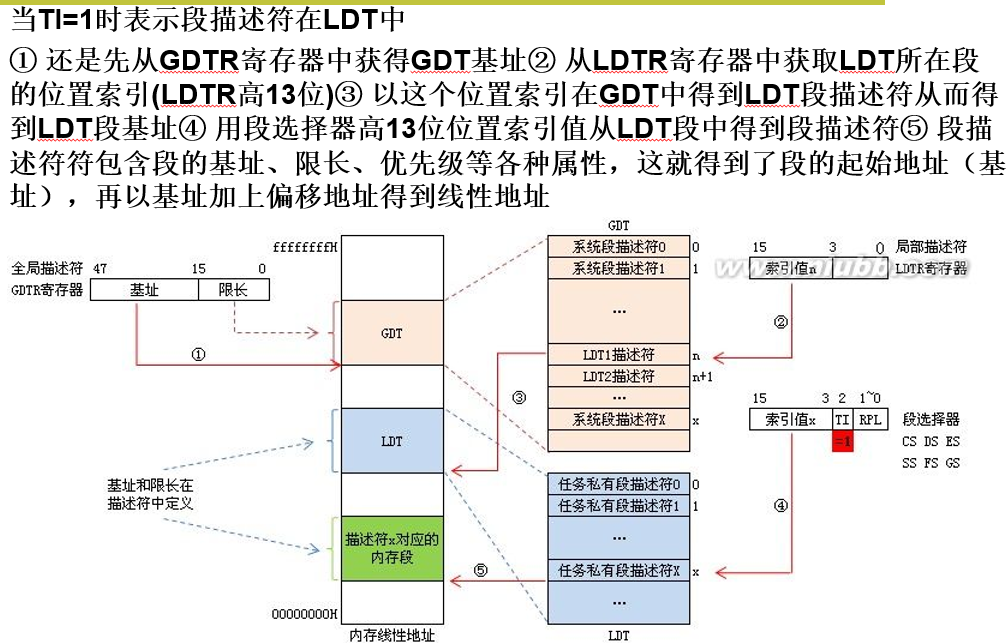 当TI=1时表示段描述符在LDT中
① 还是先从GDTR寄存器中获得GDT基址② 从LDTR寄存器中获取LDT所在段
的位置索引(LDTR高13位)③ 以这个位置索引在GDT中得到LDT段描述符从而得
到LDT段基址④ 用段选择器高13位位置索引值从LDT段中得到段描述符⑤ 段描
述符符包含段的基址、限长、优先级等各种属性，这就得到了段的起始地址（基
址），再以基址加上偏移地址得到线性地址
GDT
ffffffffH
系统段描述符0 0
15 3 0 局部描述符
全局描述符 47 15 0
系统段描述符1 1
索引值n
LDTR寄存器
GDTR寄存器 基址 限长
...
GDT
②
①
LDT1描述符 n
LDT2描述符 n+1
③
...
系统段描述符X x
15 3 2 1~0
索引值x TI RPL 段选择器
=1
CS DS ES
SS FS GS
LDT
基址和限长在
描述符中定义
任务私有段描述符0 0
任务私有段描述符1 1
④
...
描述符x对应的
内存段
⑤
任务私有段描述符X x
...
00000000H
内存线性地址
LDT